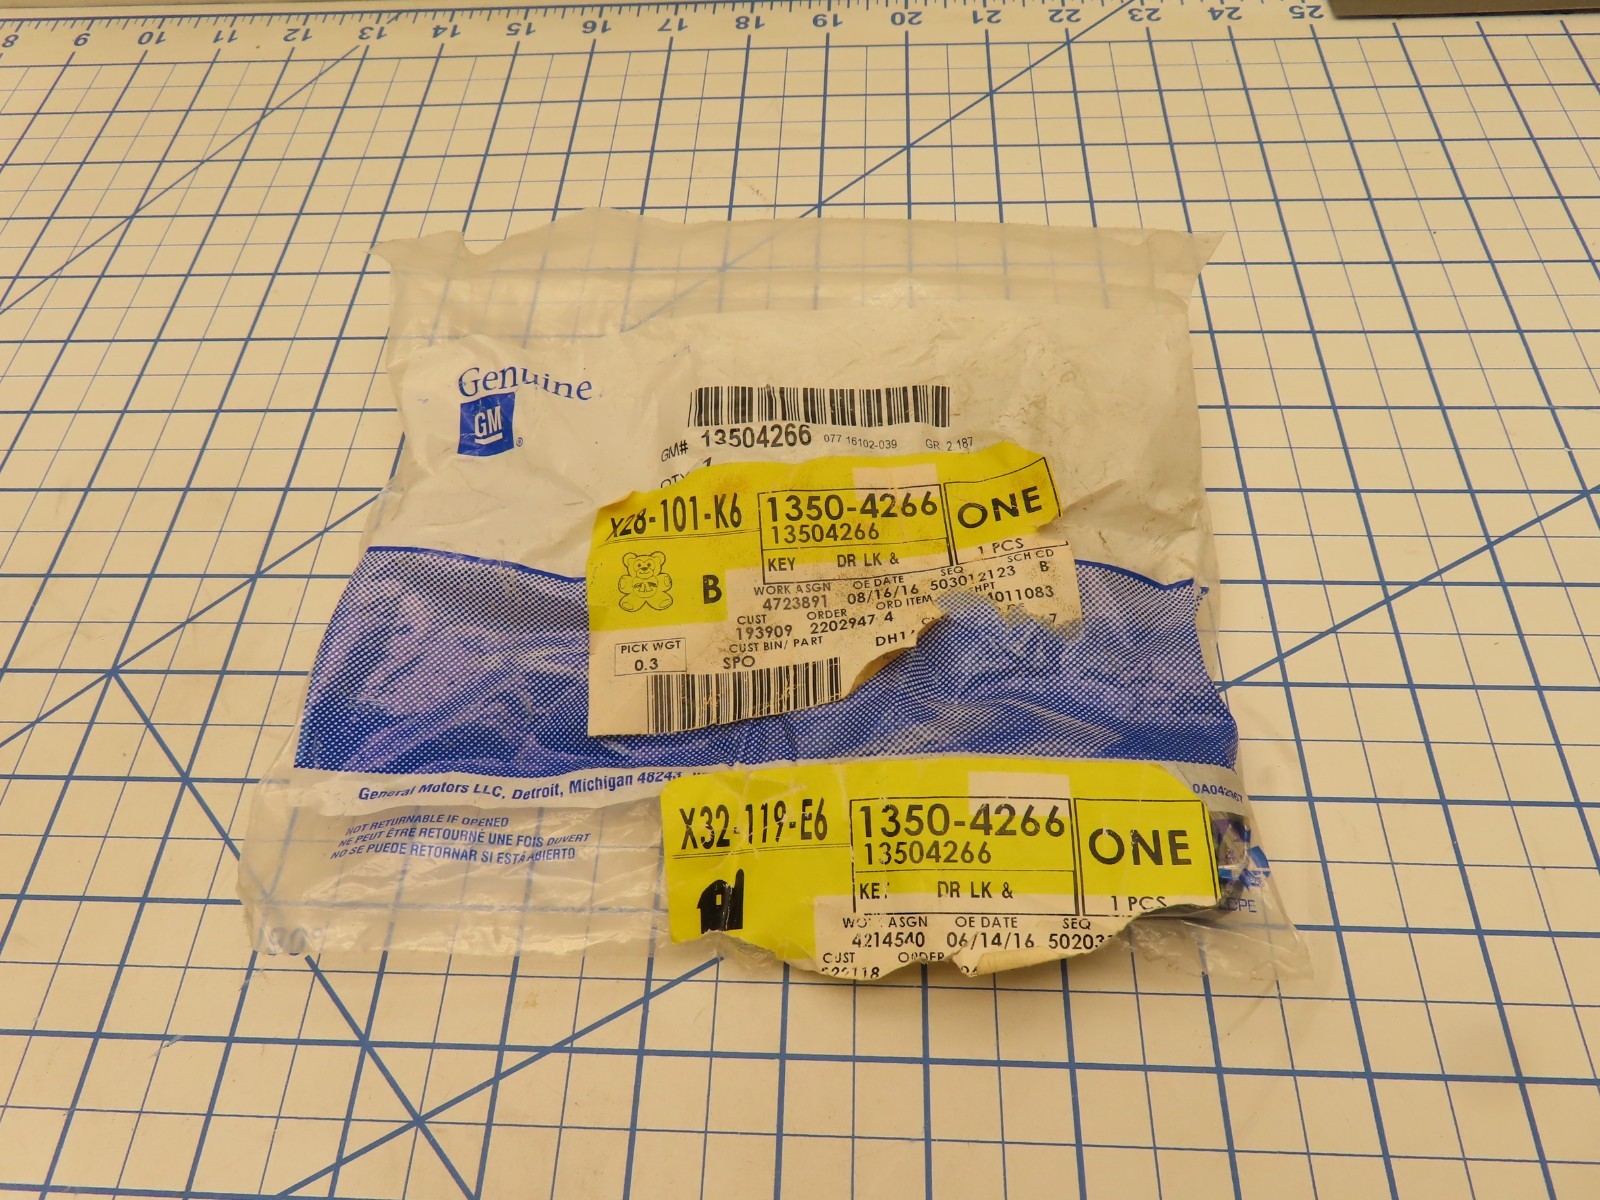 8 9 10 11 12 13 14 15 16 17 18 19 20 21 22 23 24 25
Genuine
GM
®
GM# 13504266 077 16102-039 GR. 2.187
X28-101-K6 1350-4266 ONE
13504266
KEY DR LK & 1 PCS
B WORK ASGN OE DATE SEQ SCH CD
4723891 08/16/16 503012123 B
CUST ORDER ORD ITEM
193909 2202947 4
PICK WGT CUST BIN/ PART
0.3 SPO
General Motors LLC, Detroit, Michigan 48243
NOT RETURNABLE IF OPENED
NE PEUT ÊTRE RETOURNÉ UNE FOIS OUVERT
NO SE PUEDE RETORNAR SI ESTÁ ABIERTO
X32-119-E6 1350-4266 ONE
13504266
DR LK & 1 PCS
ASGN OE DATE SEQ
4214540 06/14/16
CUST ORDER